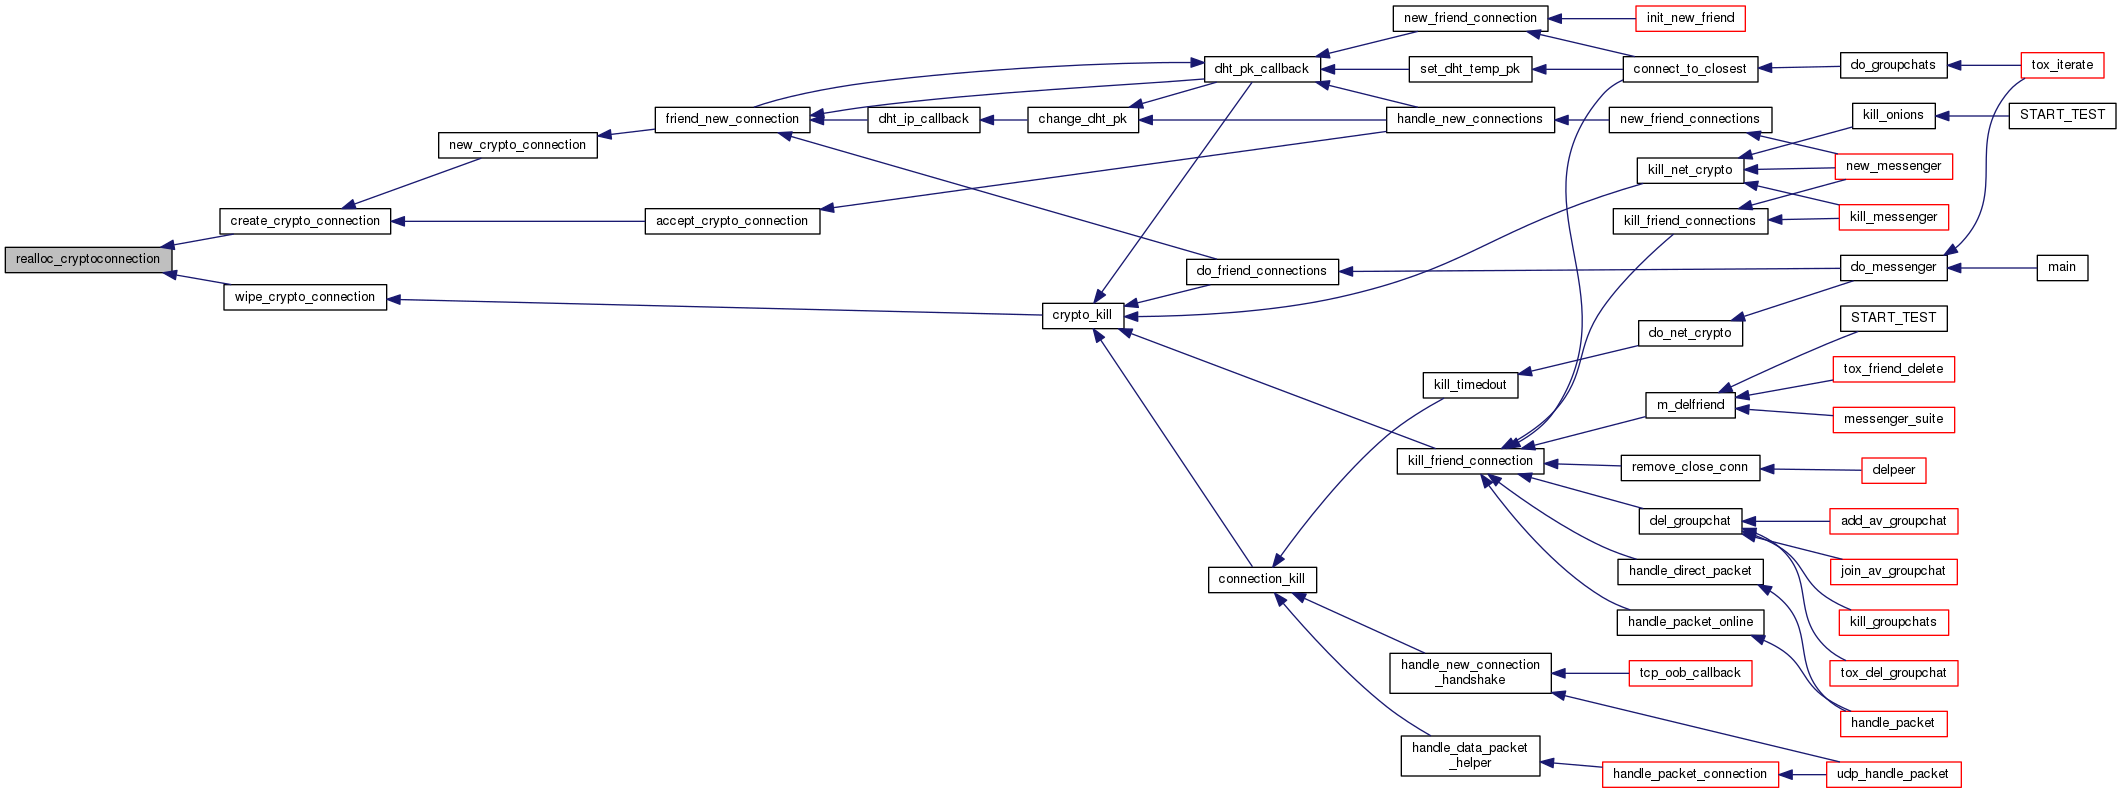 realloc_cryptoconnection
create_crypto_connection
wipe_crypto_connection
new_crypto_connection
friend_new_connection
accept_crypto_connection
dht_ip_callback
change_dht_pk
crypto_kill
dht_pk_callback
do_friend_connections
connection_kill
new_friend_connection
set_dht_temp_pk
handle_new_connections
kill_timedout
kill_friend_connection
handle_new_connection
_handshake
handle_data_packet
_helper
init_new_friend
connect_to_closest
new_friend_connections
kill_net_crypto
kill_friend_connections
do_net_crypto
m_delfriend
remove_close_conn
del_groupchat
handle_direct_packet
handle_packet_online
tcp_oob_callback
handle_packet_connection
do_groupchats
kill_onions
new_messenger
kill_messenger
do_messenger
START_TEST
tox_friend_delete
messenger_suite
delpeer
add_av_groupchat
join_av_groupchat
kill_groupchats
tox_del_groupchat
handle_packet
udp_handle_packet
tox_iterate
START_TEST
main